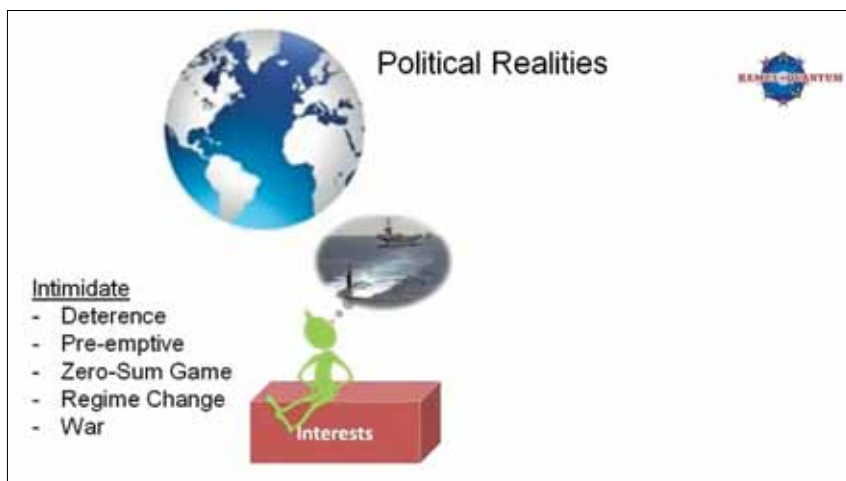 Political Realities
Intimidate
- Deterence
- Pre-emptive
- Zero-Sum Game
- Regime Change
- War
Interests